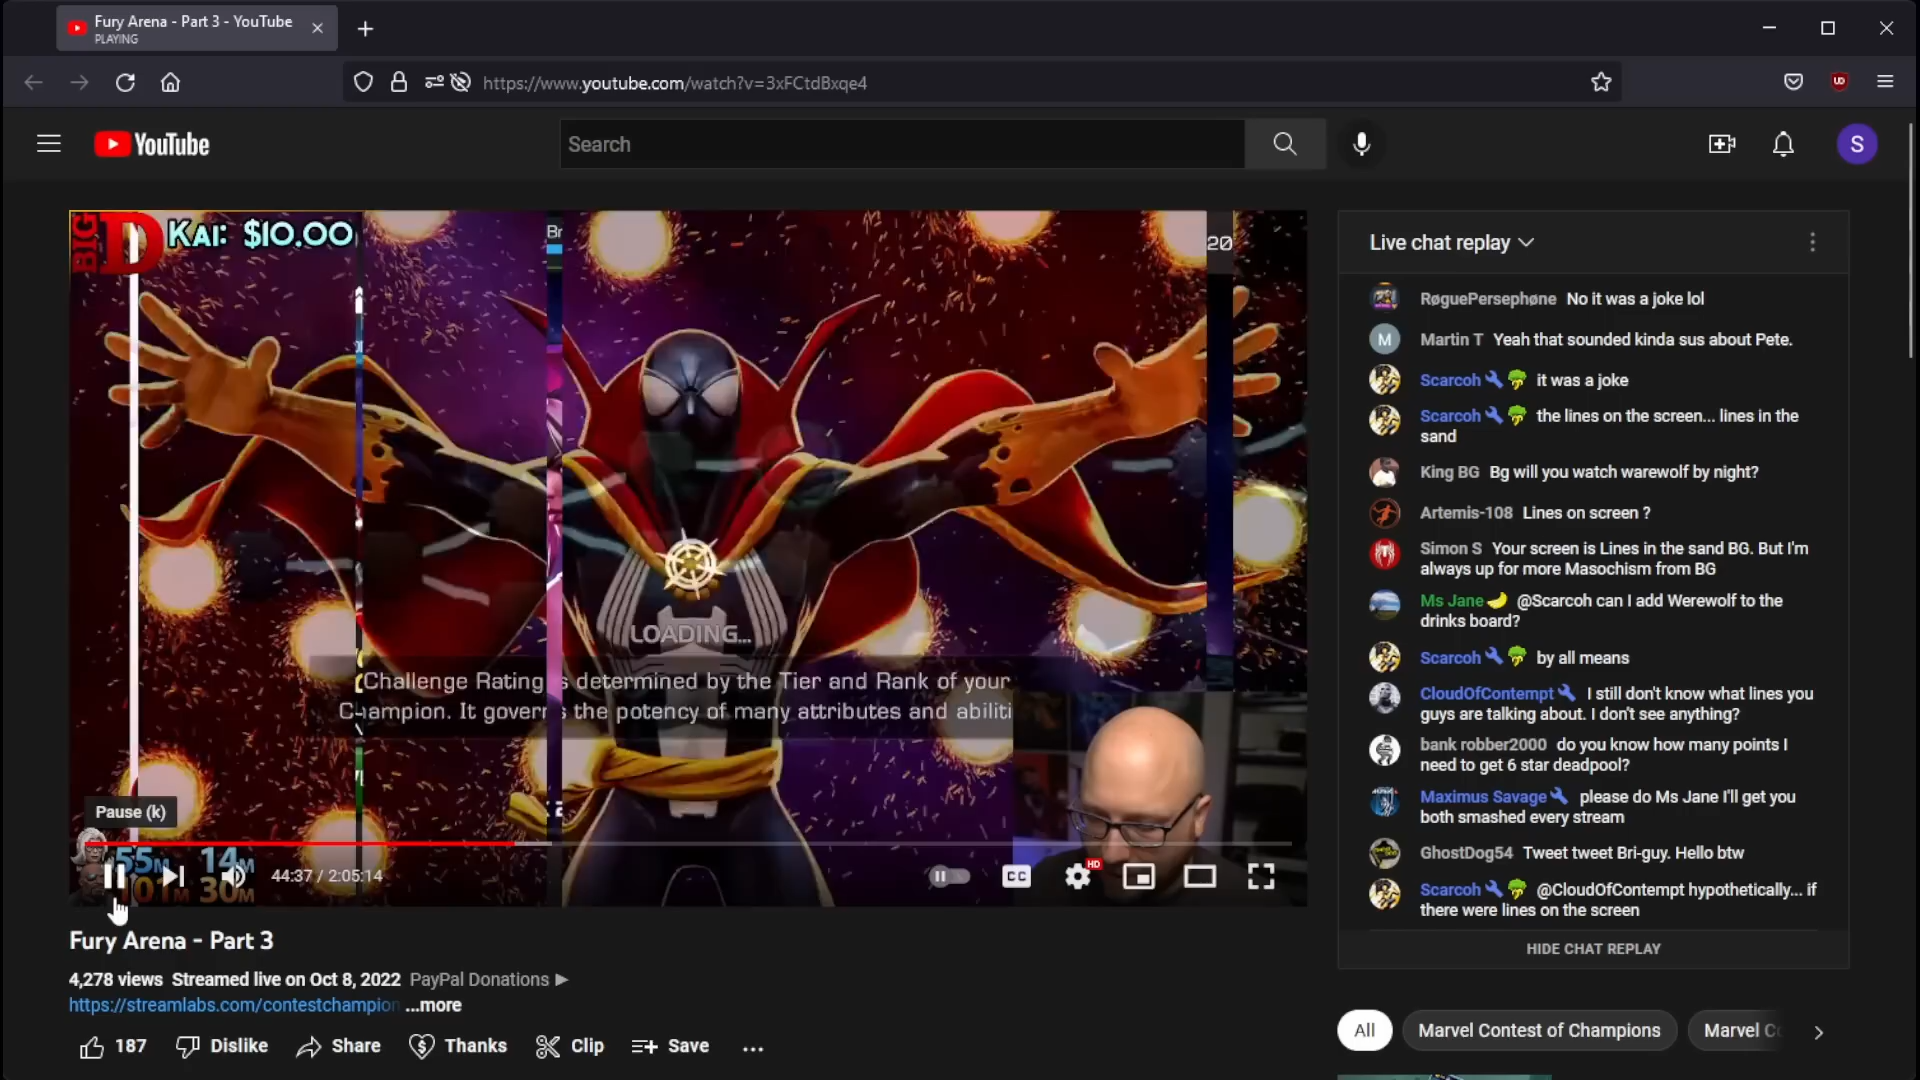 Fury Arena - Part 3 - YouTube
PLAYING
https://www.youtube.com/watch?v=3xFCtdBxqe4
YouTube
Search
S
BIG D
KAI: $10.00
Br
20
LOADING...
Challenge Rating is determined by the Tier and Rank of your
Champion. It governs the potency of many attributes and abiliti
Pause (k)
55M 14M
01M 30M
44:37 / 2:05:14
CC
HD
Fury Arena - Part 3
4,278 views Streamed live on Oct 8, 2022 PayPal Donations ►
https://streamlabs.com/contestchampion ...more
187
Dislike
Share
Thanks
Clip
Save
...
Live chat replay
RøguePersephøne No it was a joke lol
M
Martin T Yeah that sounded kinda sus about Pete.
Scarcoh 🔧 🥦 it was a joke
Scarcoh 🔧 🥦 the lines on the screen... lines in the
sand
King BG Bg will you watch warewolf by night?
Artemis-108 Lines on screen ?
Simon S Your screen is Lines in the sand BG. But I'm
always up for more Masochism from BG
Ms Jane 🍌 @Scarcoh can I add Werewolf to the
drinks board?
Scarcoh 🔧 🥦 by all means
CloudOfContempt 🔧 I still don't know what lines you
guys are talking about. I don't see anything?
bank robber2000 do you know how many points I
need to get 6 star deadpool?
Maximus Savage 🔧 please do Ms Jane I'll get you
both smashed every stream
GhostDog54 Tweet tweet Bri-guy. Hello btw
Scarcoh 🔧 🥦 @CloudOfContempt hypothetically... if
there were lines on the screen
HIDE CHAT REPLAY
All
Marvel Contest of Champions
Marvel Co